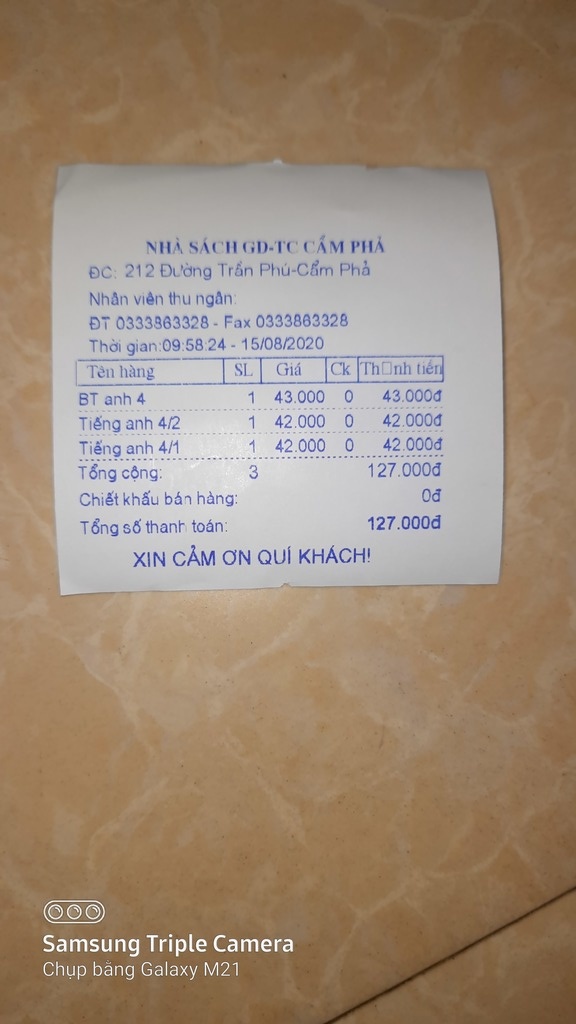 NHÀ SÁCH GD-TC CẨM PHẢ
ĐC: 212 Đường Trần Phú-Cẩm Phả
Nhân viên thu ngân:
ĐT 0333863328 - Fax 0333863328
Thời gian:09:58:24 - 15/08/2020
Tên hàng SL Giá Ck Th□nh tiền
BT anh 4 1 43.000 0 43.000đ
Tiếng anh 4/2 1 42.000 0 42.000đ
Tiếng anh 4/1 1 42.000 0 42.000đ
Tổng cộng: 3 127.000đ
Chiết khấu bán hàng: 0đ
Tổng số thanh toán: 127.000đ
XIN CẢM ƠN QUÍ KHÁCH!
Samsung Triple Camera
Chụp bằng Galaxy M21